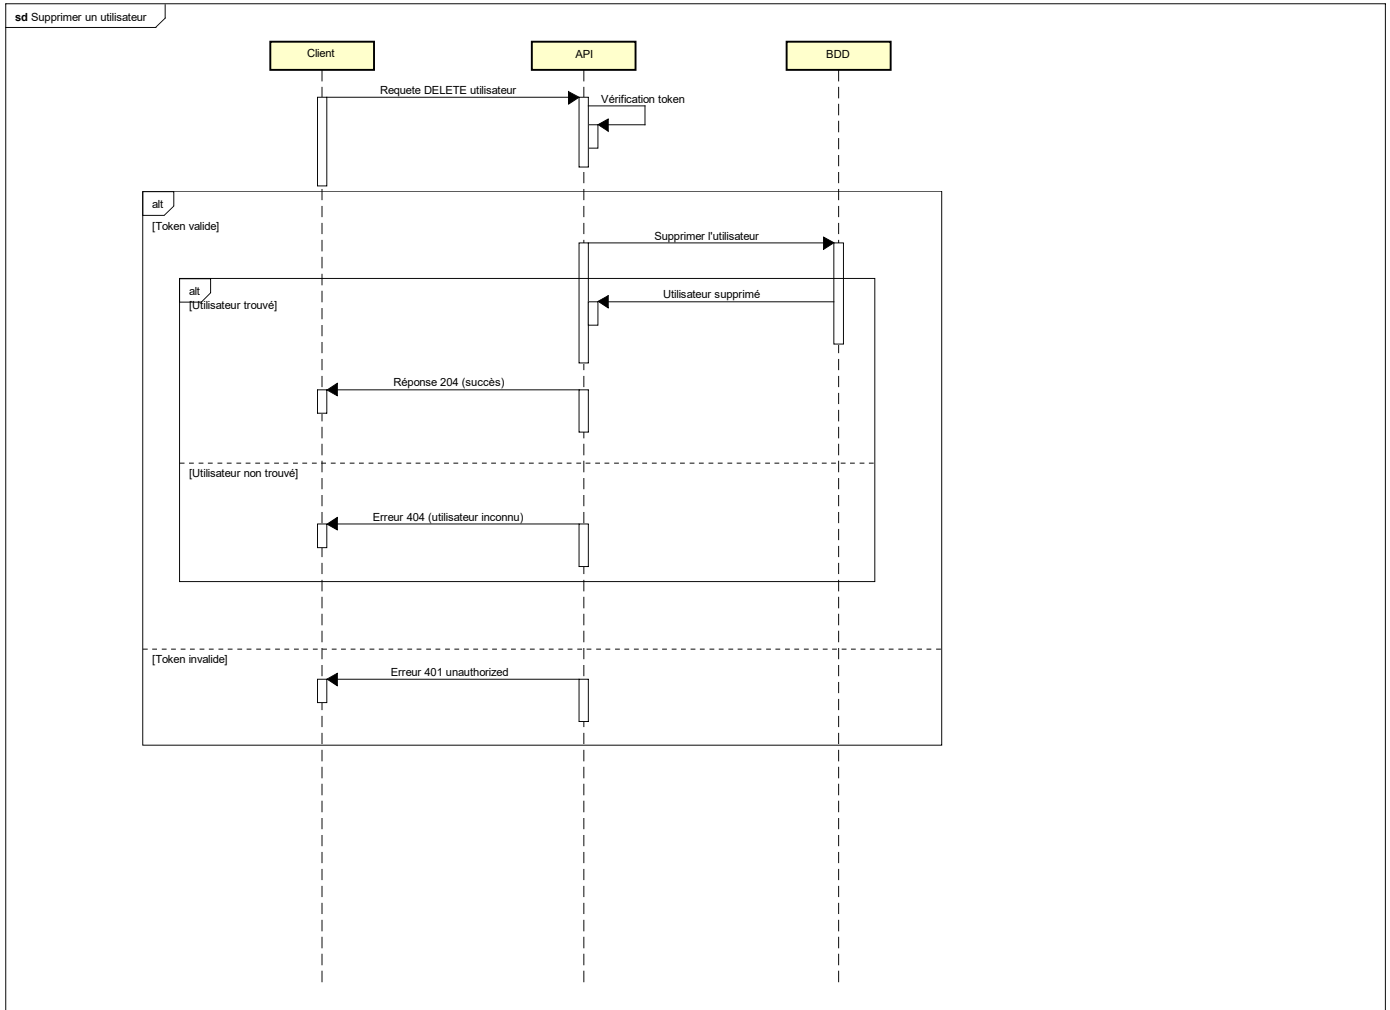 sd Supprimer un utilisateur
Client
API
BDD
Requete DELETE utilisateur
Vérification token
alt
[Token valide]
Supprimer l'utilisateur
alt
[Utilisateur trouvé]
Utilisateur supprimé
Réponse 204 (succès)
[Utilisateur non trouvé]
Erreur 404 (utilisateur inconnu)
[Token invalide]
Erreur 401 unauthorized